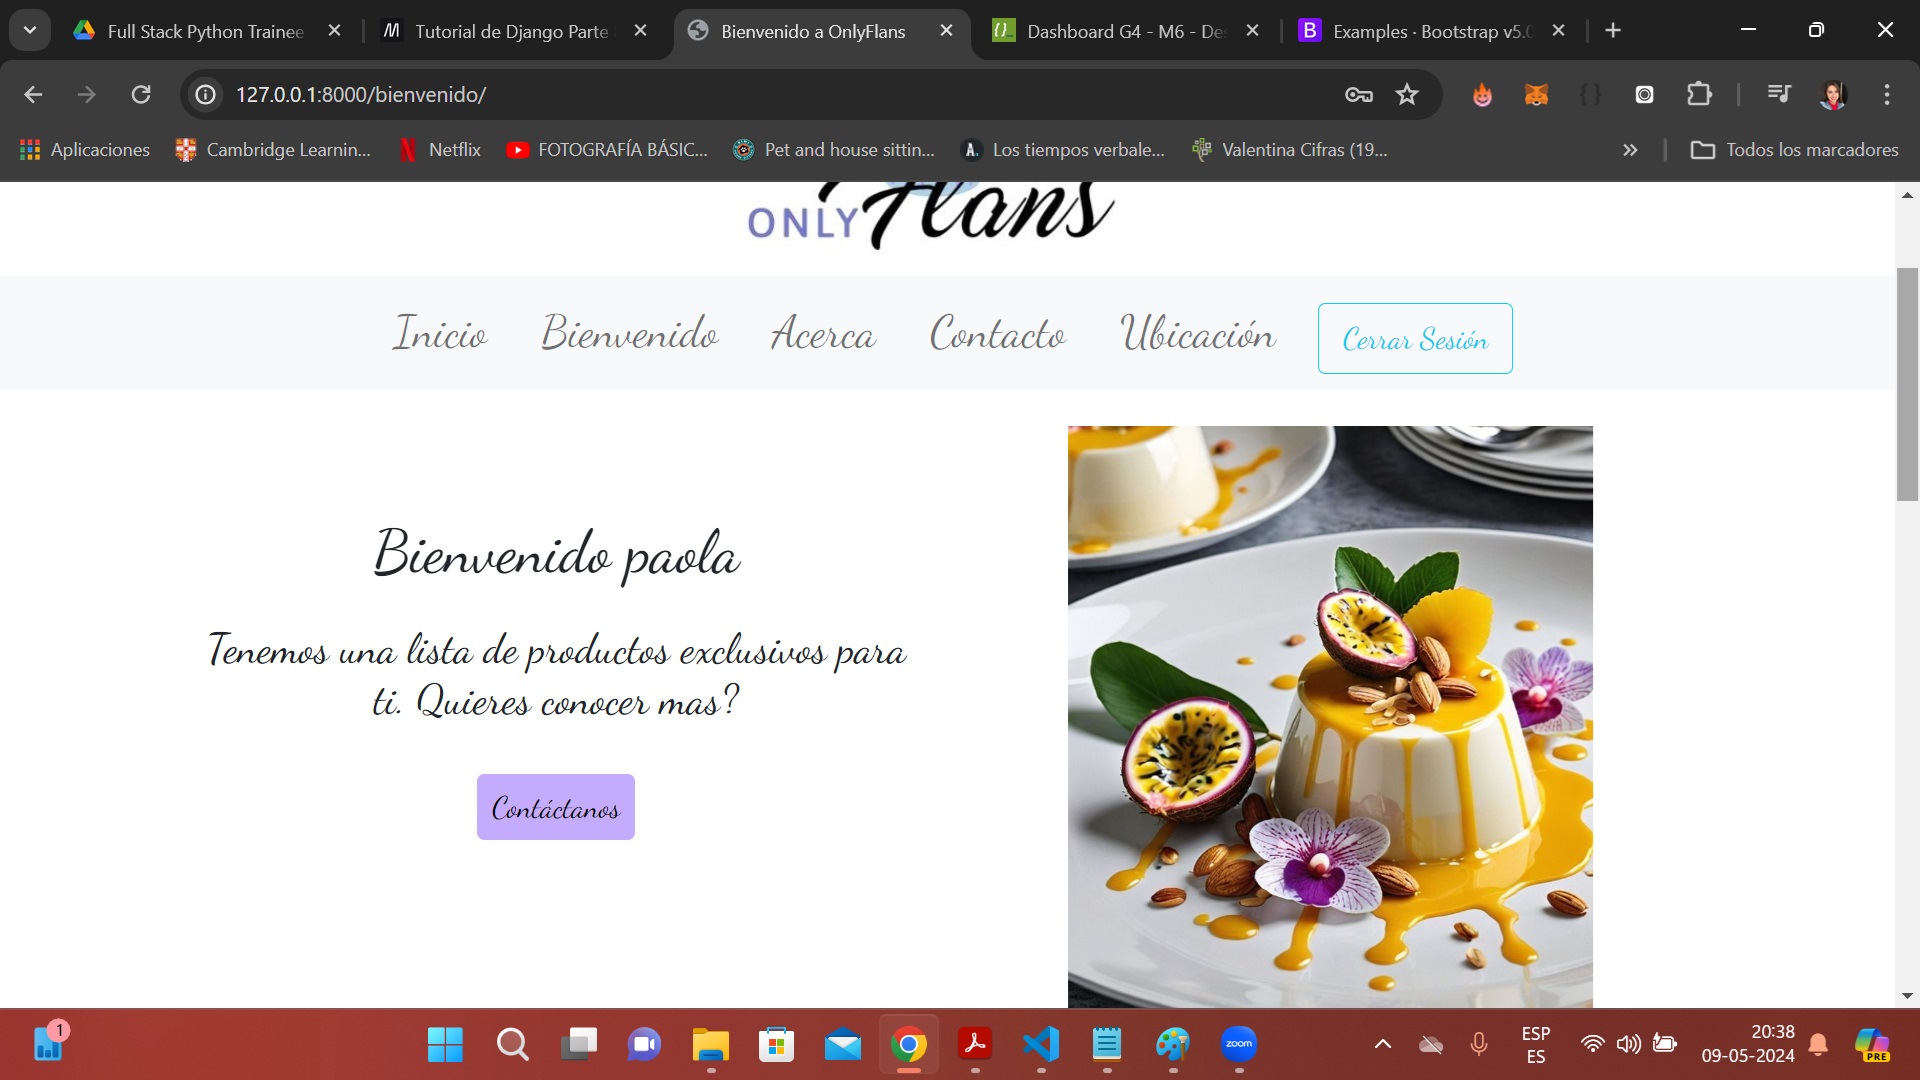 Full Stack Python Trainee
Tutorial de Django Parte
Bienvenido a OnlyFlans
Dashboard G4 - M6 - De
Examples · Bootstrap v5.0
127.0.0.1:8000/bienvenido/
Aplicaciones
Cambridge Learnin...
Netflix
FOTOGRAFÍA BÁSIC...
Pet and house sittin...
A.
Los tiempos verbale...
Valentina Cifras (19...
Todos los marcadores
ONLY Flans
Inicio
Bienvenido
Acerca
Contacto
Ubicación
Cerrar Sesión
Bienvenido paola
Tenemos una lista de productos exclusivos para
ti. Quieres conocer mas?
Contáctanos
1
zoom
ESP
ES
20:38
09-05-2024
PRE